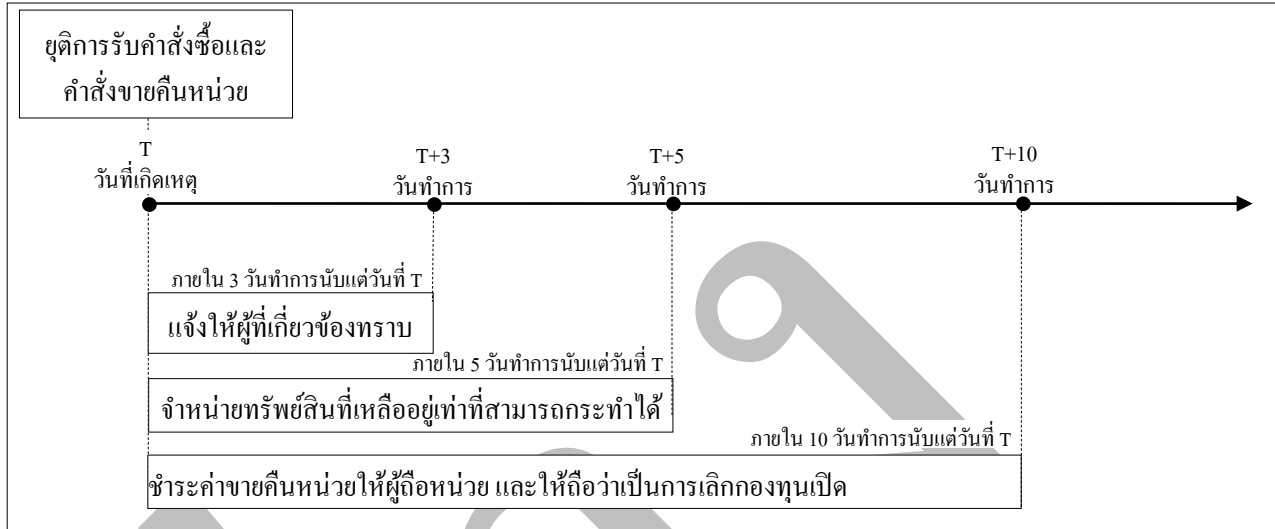 ยุติการรับคำสั่งซื้อและ
คำสั่งขายคืนหน่วย
T
วันที่เกิดเหตุ
T+3
วันทำการ
T+5
วันทำการ
T+10
วันทำการ
ภายใน 3 วันทำการนับแต่วันที่ T
แจ้งให้ผู้ที่เกี่ยวข้องทราบ
ภายใน 5 วันทำการนับแต่วันที่ T
จำหน่ายทรัพย์สินที่เหลืออยู่เท่าที่สามารถกระทำได้
ภายใน 10 วันทำการนับแต่วันที่ T
ชำระค่าขายคืนหน่วยให้ผู้ถือหน่วย และให้ถือว่าเป็นการเลิกกองทุนเปิด